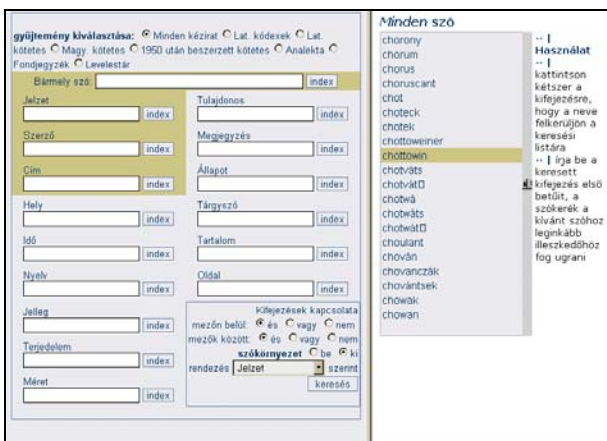 gyűjtemény kiválasztása: Minden kézirat Lat. kódexek Lat.
kötetes Magy. kötetes 1950 után beszerzett kötetes Analekta
Fondjegyzék Levelestár
Bármely szó: index
Jelzet
index
Szerző
index
Cím
index
Hely
index
Idő
index
Nyelv
index
Jelleg
index
Terjedelem
index
Méret
index
Tulajdonos
index
Megjegyzés
index
Állapot
index
Tárgyszó
index
Tartalom
index
Oldal
index
Kifejezések kapcsolata
mezőn belül: és vagy nem
mezők között: és vagy nem
szókörnyezet be ki
rendezés Jelzet szerint
keresés
Minden szó
chorony
chorum
chorus
choruscant
chot
choteck
chotek
chottoweiner
chottowin
chotváts
chotvát□
chotwá
chotwáts
chotwát□
choulant
chován
chovanczák
chovántsek
chowák
chowan
·· |
Használat
·· |
kattintson
kétszer a
kifejezésre,
hogy a neve
felkerüljön a
keresési
listára
·· | írja be a
keresett
kifejezés első
betűit, a
szókerék a
kívánt szóhoz
leginkább
illeszkedőhöz
fog ugrani